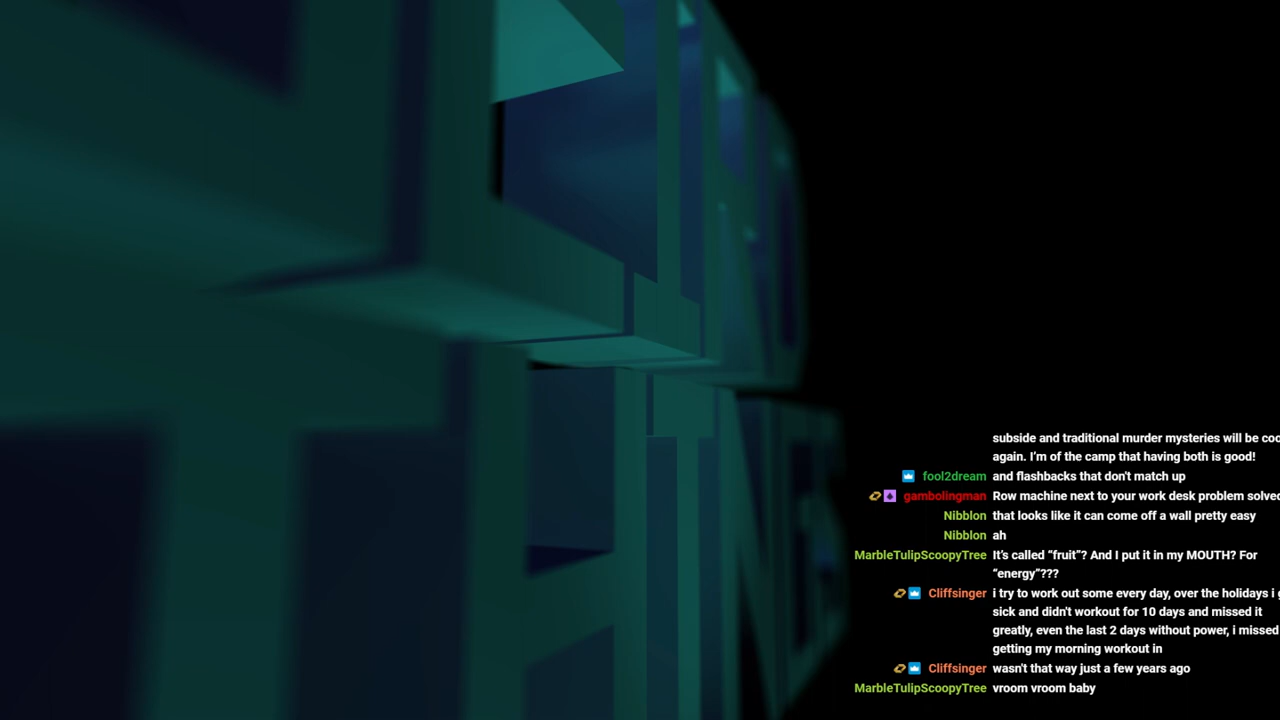 subside and traditional murder mysteries will be
again. I'm of the camp that having both is good!
fool2dream and flashbacks that don't match up
gambolingman Row machine next to your work desk problem solved
Nibblon that looks like it can come off a wall pretty easy
Nibblon ah
MarbleTulipScoopyTree It's called “fruit”? And I put it in my MOUTH? For
“energy”???
Cliffsinger i try to work out some every day, over the holidays i
sick and didn't workout for 10 days and missed it
greatly, even the last 2 days without power, i missed
getting my morning workout in
Cliffsinger wasn't that way just a few years ago
MarbleTulipScoopyTree vroom vroom baby